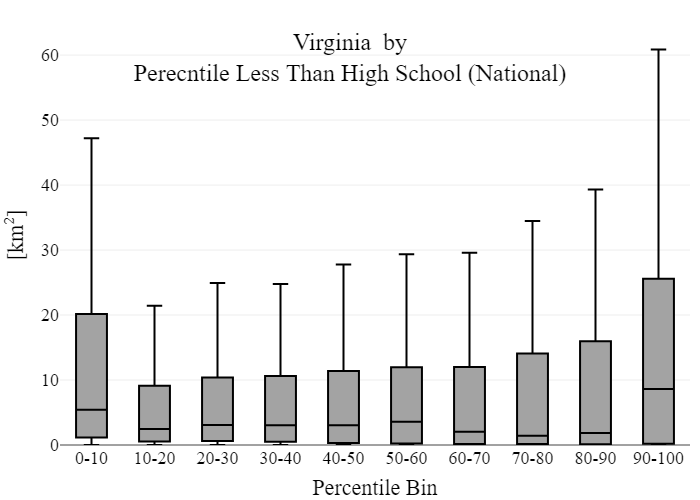 Virginia by
Perecntile Less Than High School (National)
60
50
40
30
20
10
0
[km²]
0-10 10-20 20-30 30-40 40-50 50-60 60-70 70-80 80-90 90-100
Percentile Bin